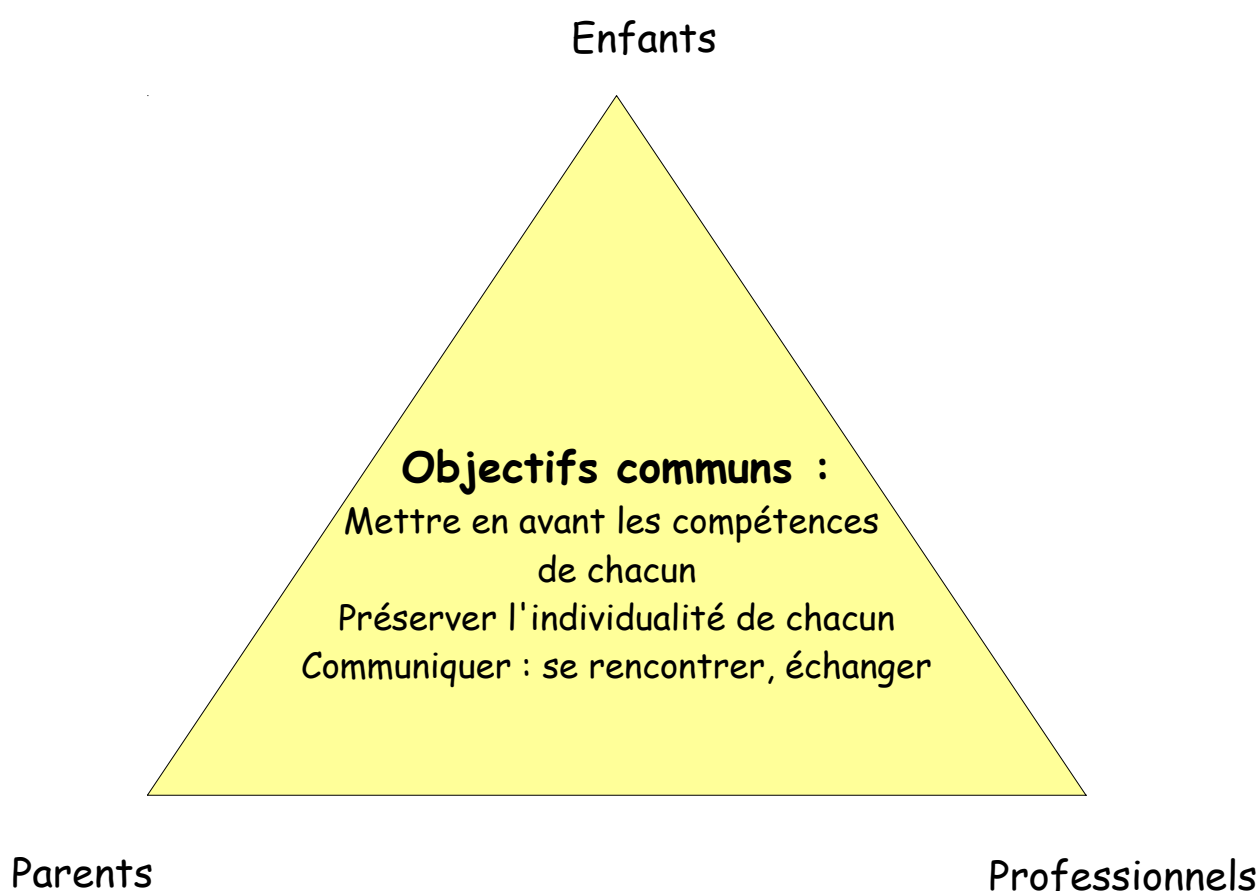 Enfants
Objectifs communs :
Mettre en avant les compétences
de chacun
Préserver l'individualité de chacun
Communiquer : se rencontrer, échanger
Parents
Professionnels